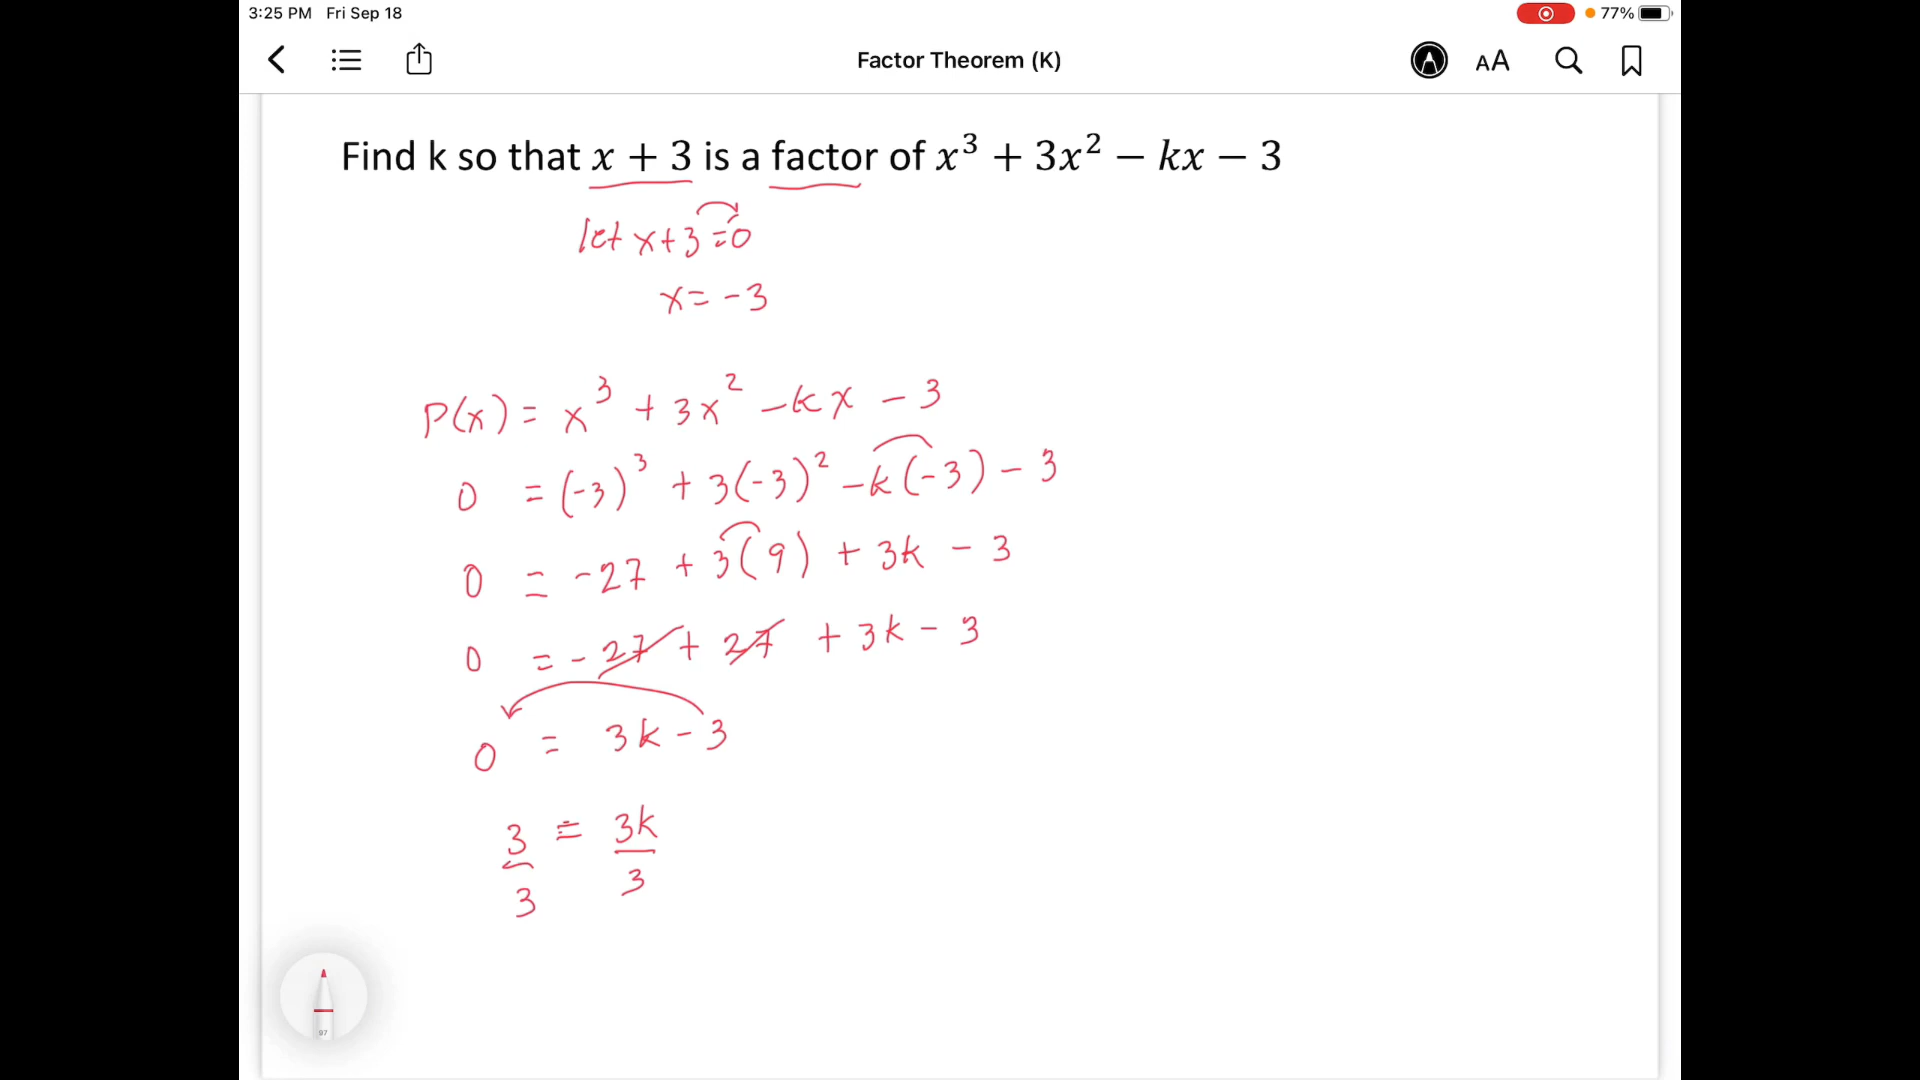 3:25 PM Fri Sep 18 77%
Factor Theorem (K) AA
Find k so that x + 3 is a factor of x³ + 3x² − kx − 3
let x+3 =0
x= -3
P(x) = x³ + 3x² -kx - 3
0 = (-3)³ + 3(-3)² -k(-3) - 3
0 = -27 + 3(9) + 3k - 3
0 = -27 + 27 + 3k - 3
0 = 3k - 3
3 = 3k
3 3
97